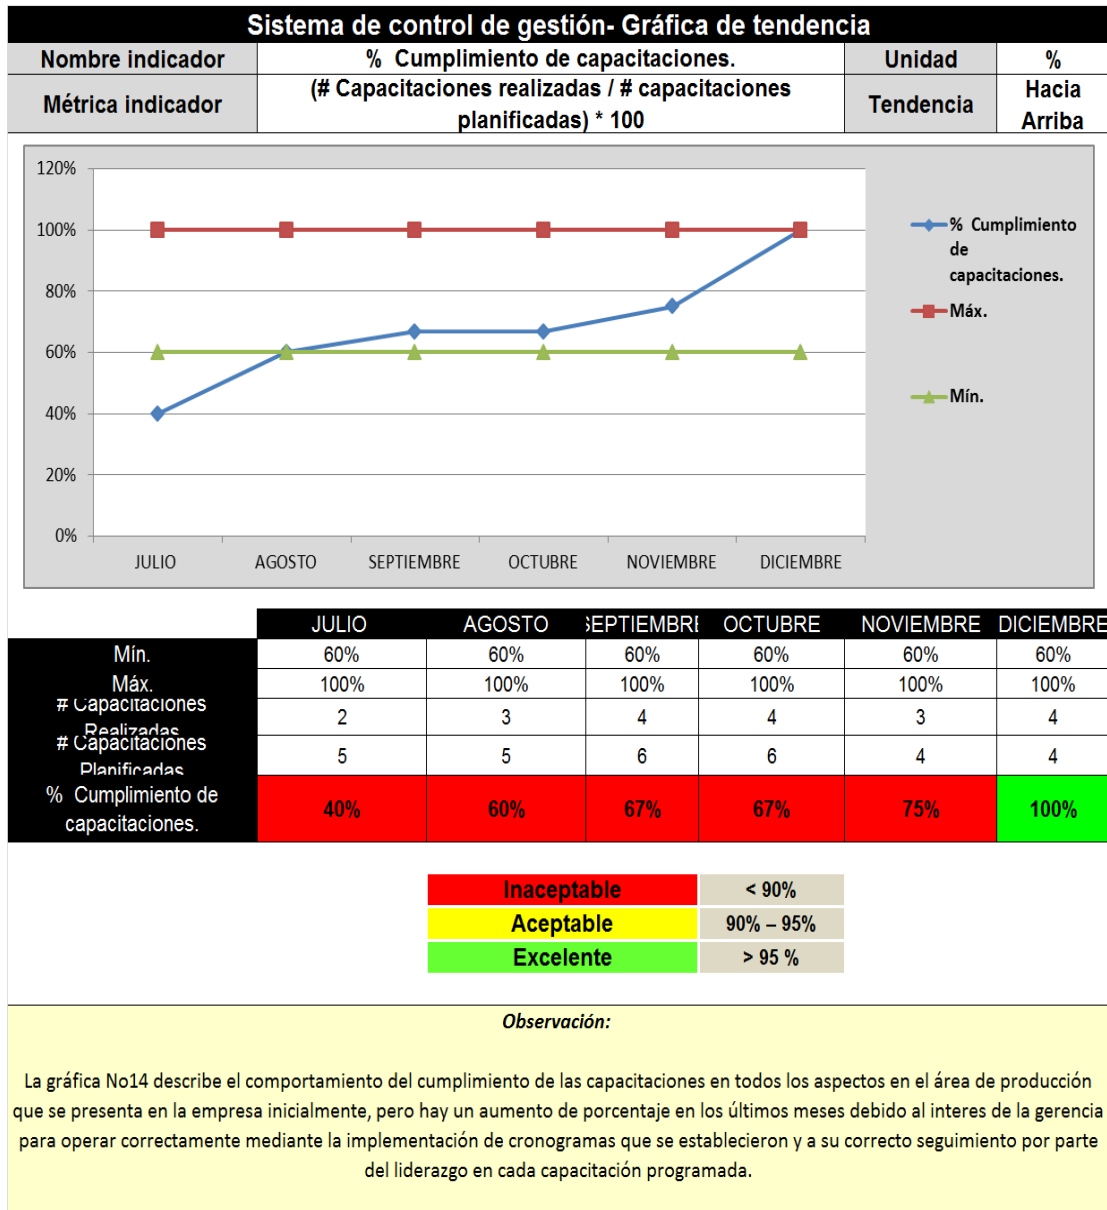 Sistema de control de gestión- Gráfica de tendencia
Nombre indicador % Cumplimiento de capacitaciones. Unidad %
Métrica indicador (# Capacitaciones realizadas / # capacitaciones planificadas) * 100 Tendencia Hacia Arriba
120%
100%
80%
60%
40%
20%
0%
JULIO AGOSTO SEPTIEMBRE OCTUBRE NOVIEMBRE DICIEMBRE
% Cumplimiento
de
capacitaciones.
Máx.
Mín.
JULIO AGOSTO SEPTIEMBRE OCTUBRE NOVIEMBRE DICIEMBRE
Mín. 60% 60% 60% 60% 60% 60%
Máx. 100% 100% 100% 100% 100% 100%
# Capacitaciones Realizadas 2 3 4 4 3 4
# Capacitaciones Planificadas 5 5 6 6 4 4
% Cumplimiento de capacitaciones. 40% 60% 67% 67% 75% 100%
Inaceptable < 90%
Aceptable 90% – 95%
Excelente > 95 %
Observación:
La gráfica No14 describe el comportamiento del cumplimiento de las capacitaciones en todos los aspectos en el área de producción
que se presenta en la empresa inicialmente, pero hay un aumento de porcentaje en los últimos meses debido al interes de la gerencia
para operar correctamente mediante la implementación de cronogramas que se establecieron y a su correcto seguimiento por parte
del liderazgo en cada capacitación programada.